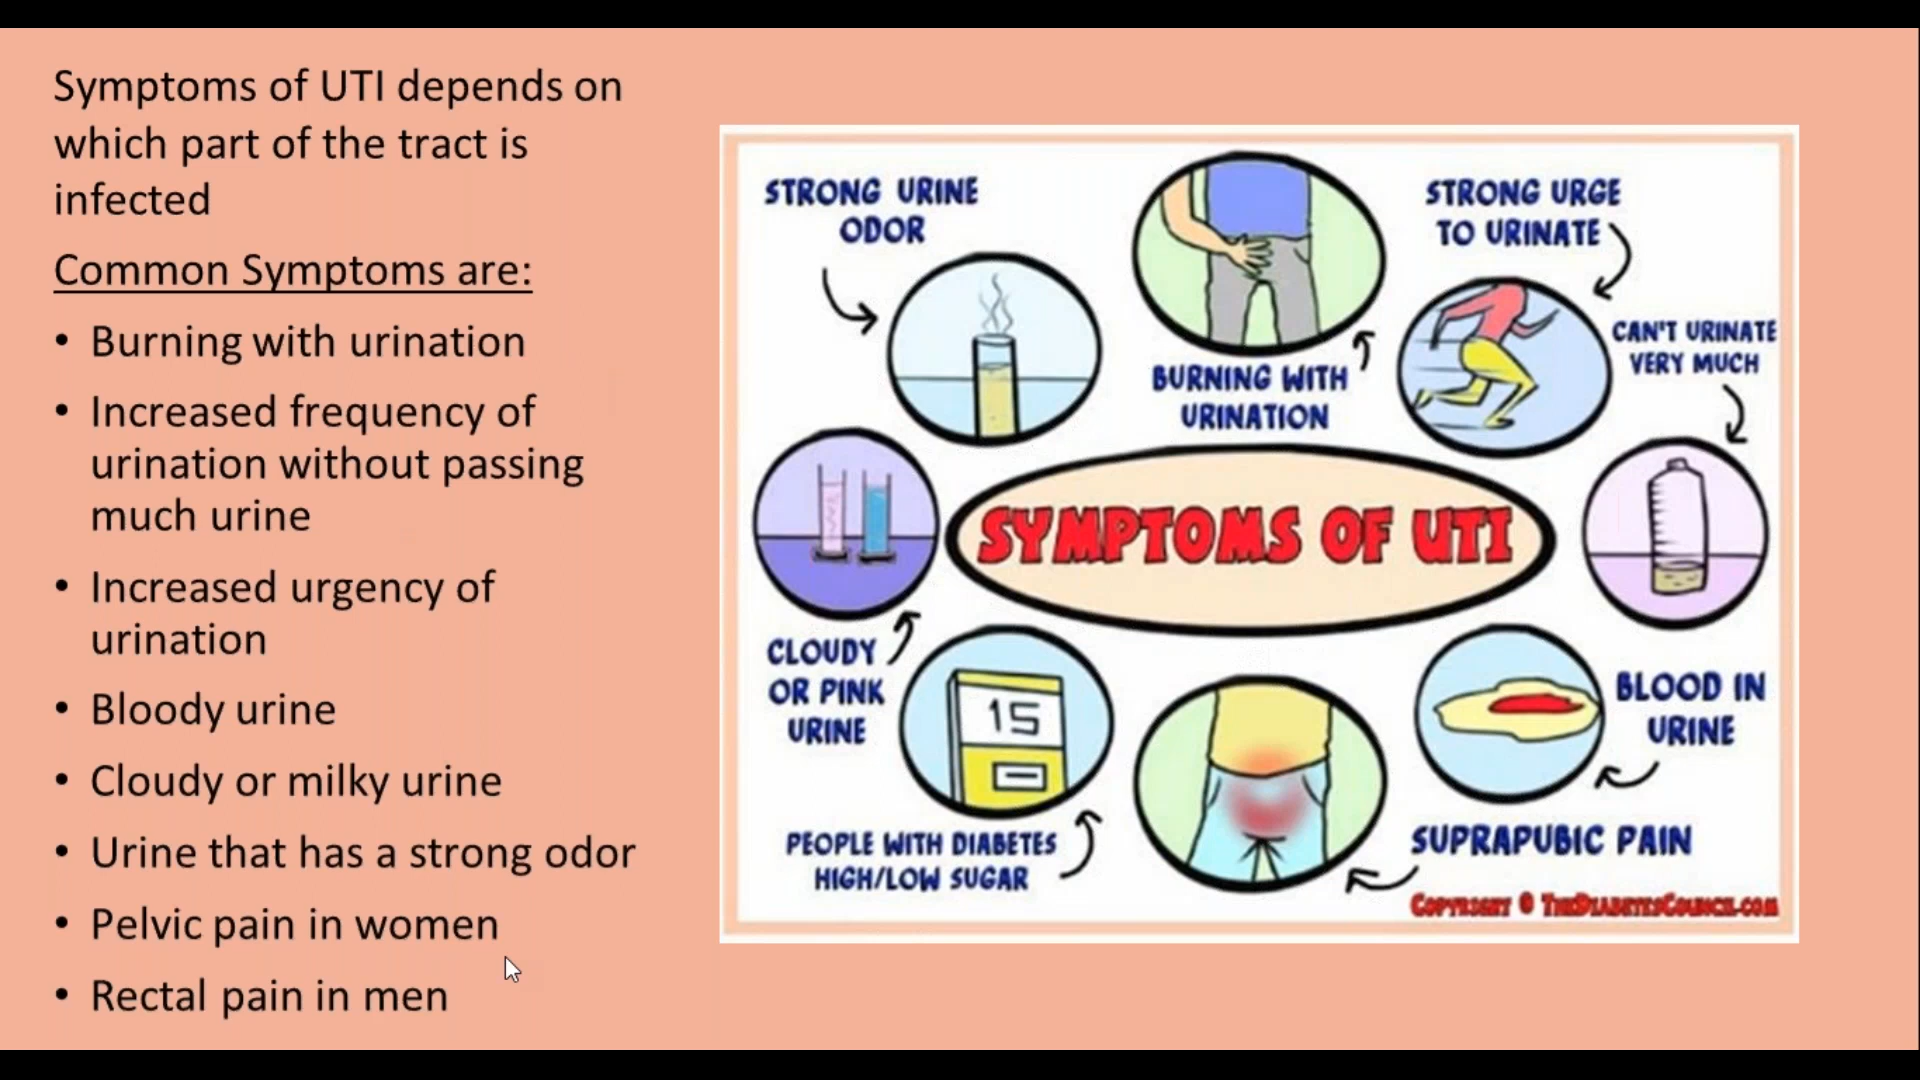 Symptoms of UTI depends on
which part of the tract is
infected
Common Symptoms are:
• Burning with urination
• Increased frequency of
urination without passing
much urine
• Increased urgency of
urination
• Bloody urine
• Cloudy or milky urine
• Urine that has a strong odor
• Pelvic pain in women
• Rectal pain in men
STRONG URINE
ODOR
BURNING WITH
URINATION
STRONG URGE
TO URINATE
CAN'T URINATE
VERY MUCH
SYMPTOMS OF UTI
CLOUDY
OR PINK
URINE
15
PEOPLE WITH DIABETES
HIGH/LOW SUGAR
BLOOD IN
URINE
SUPRAPUBIC PAIN
COPYRIGHT © THEDIABETESCOUNCIL.COM